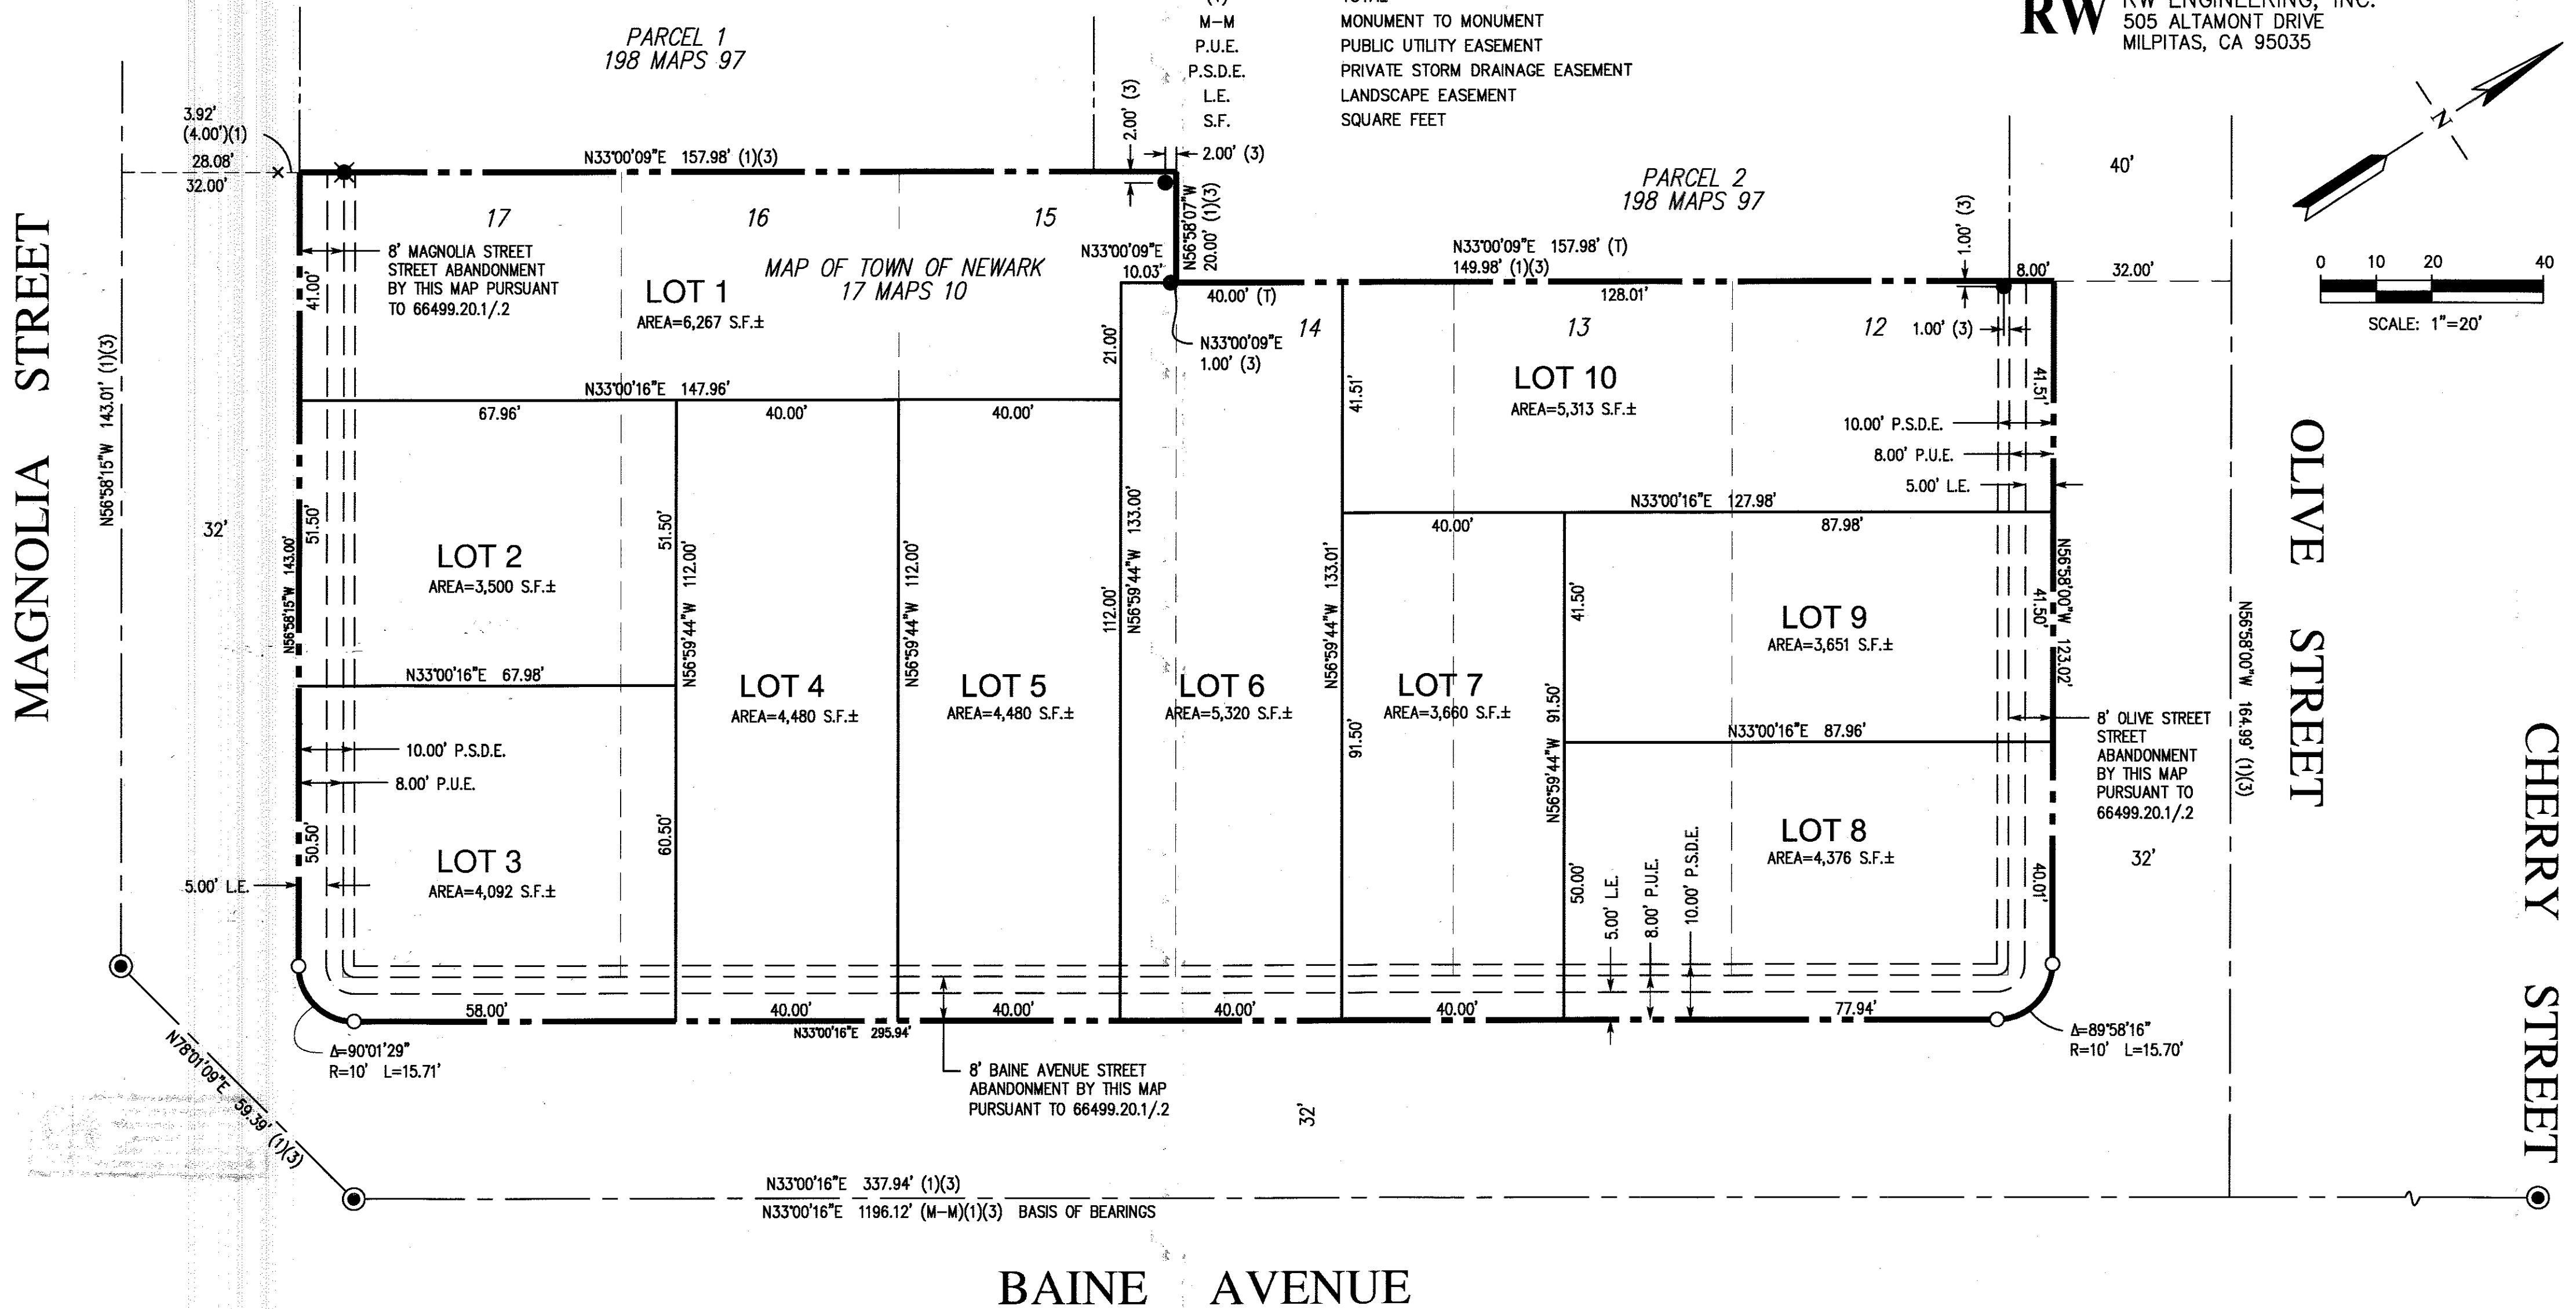 PARCEL 1
198 MAPS 97
M-M MONUMENT TO MONUMENT
P.U.E. PUBLIC UTILITY EASEMENT
P.S.D.E. PRIVATE STORM DRAINAGE EASEMENT
L.E. LANDSCAPE EASEMENT
S.F. SQUARE FEET
RW
RW ENGINEERING, INC.
505 ALTAMONT DRIVE
MILPITAS, CA 95035
N
0 10 20 40
SCALE: 1"=20'
3.92'
(4.00')(1)
28.08'
32.00'
N33°00'09"E 157.98' (1)(3)
2.00' (3)
2.00' (3)
N56°58'07"W
20.00' (1)(3)
PARCEL 2
198 MAPS 97
40'
1.00' (3)
N33°00'09"E 157.98' (T)
149.98' (1)(3)
128.01'
8.00'
32.00'
17
16
15
14
13
12
1.00' (3)
8' MAGNOLIA STREET
STREET ABANDONMENT
BY THIS MAP PURSUANT
TO 66499.20.1/.2
MAP OF TOWN OF NEWARK
17 MAPS 10
N33°00'09"E
10.03'
40.00' (T)
N33°00'09"E
1.00' (3)
41.00'
LOT 1
AREA=6,267 S.F.±
21.00'
N33°00'16"E 147.96'
67.96'
40.00'
40.00'
LOT 10
AREA=5,313 S.F.±
41.51'
41.51'
10.00' P.S.D.E.
8.00' P.U.E.
5.00' L.E.
N33°00'16"E 127.98'
40.00'
87.98'
MAGNOLIA STREET
N56°58'15"W 143.01' (1)(3)
32'
N56°58'15"W 143.00'
51.50'
51.50'
LOT 2
AREA=3,500 S.F.±
N56°59'44"W 112.00'
N56°59'44"W 112.00'
112.00'
N56°59'44"W 133.00'
N56°59'44"W 133.01'
41.50'
LOT 9
AREA=3,651 S.F.±
41.50'
N56°58'00"W 123.02'
N56°58'00"W 164.99' (1)(3)
OLIVE STREET
N33°00'16"E 67.98'
LOT 4
AREA=4,480 S.F.±
LOT 5
AREA=4,480 S.F.±
LOT 6
AREA=5,320 S.F.±
LOT 7
AREA=3,660 S.F.±
91.50'
N56°59'44"W 91.50'
N33°00'16"E 87.96'
8' OLIVE STREET
STREET
ABANDONMENT
BY THIS MAP
PURSUANT TO
66499.20.1/.2
10.00' P.S.D.E.
8.00' P.U.E.
50.50'
60.50'
LOT 3
AREA=4,092 S.F.±
5.00' L.E.
LOT 8
AREA=4,376 S.F.±
50.00'
5.00' L.E.
8.00' P.U.E.
10.00' P.S.D.E.
40.01'
32'
CHERRY STREET
58.00'
40.00'
40.00'
40.00'
40.00'
77.94'
N33°00'16"E 295.94'
Δ=90°01'29"
R=10' L=15.71'
Δ=89°58'16"
R=10' L=15.70'
N78°01'09"E 59.39' (1)(3)
8' BAINE AVENUE STREET
ABANDONMENT BY THIS MAP
PURSUANT TO 66499.20.1/.2
32'
N33°00'16"E 337.94' (1)(3)
N33°00'16"E 1196.12' (M-M)(1)(3) BASIS OF BEARINGS
BAINE AVENUE